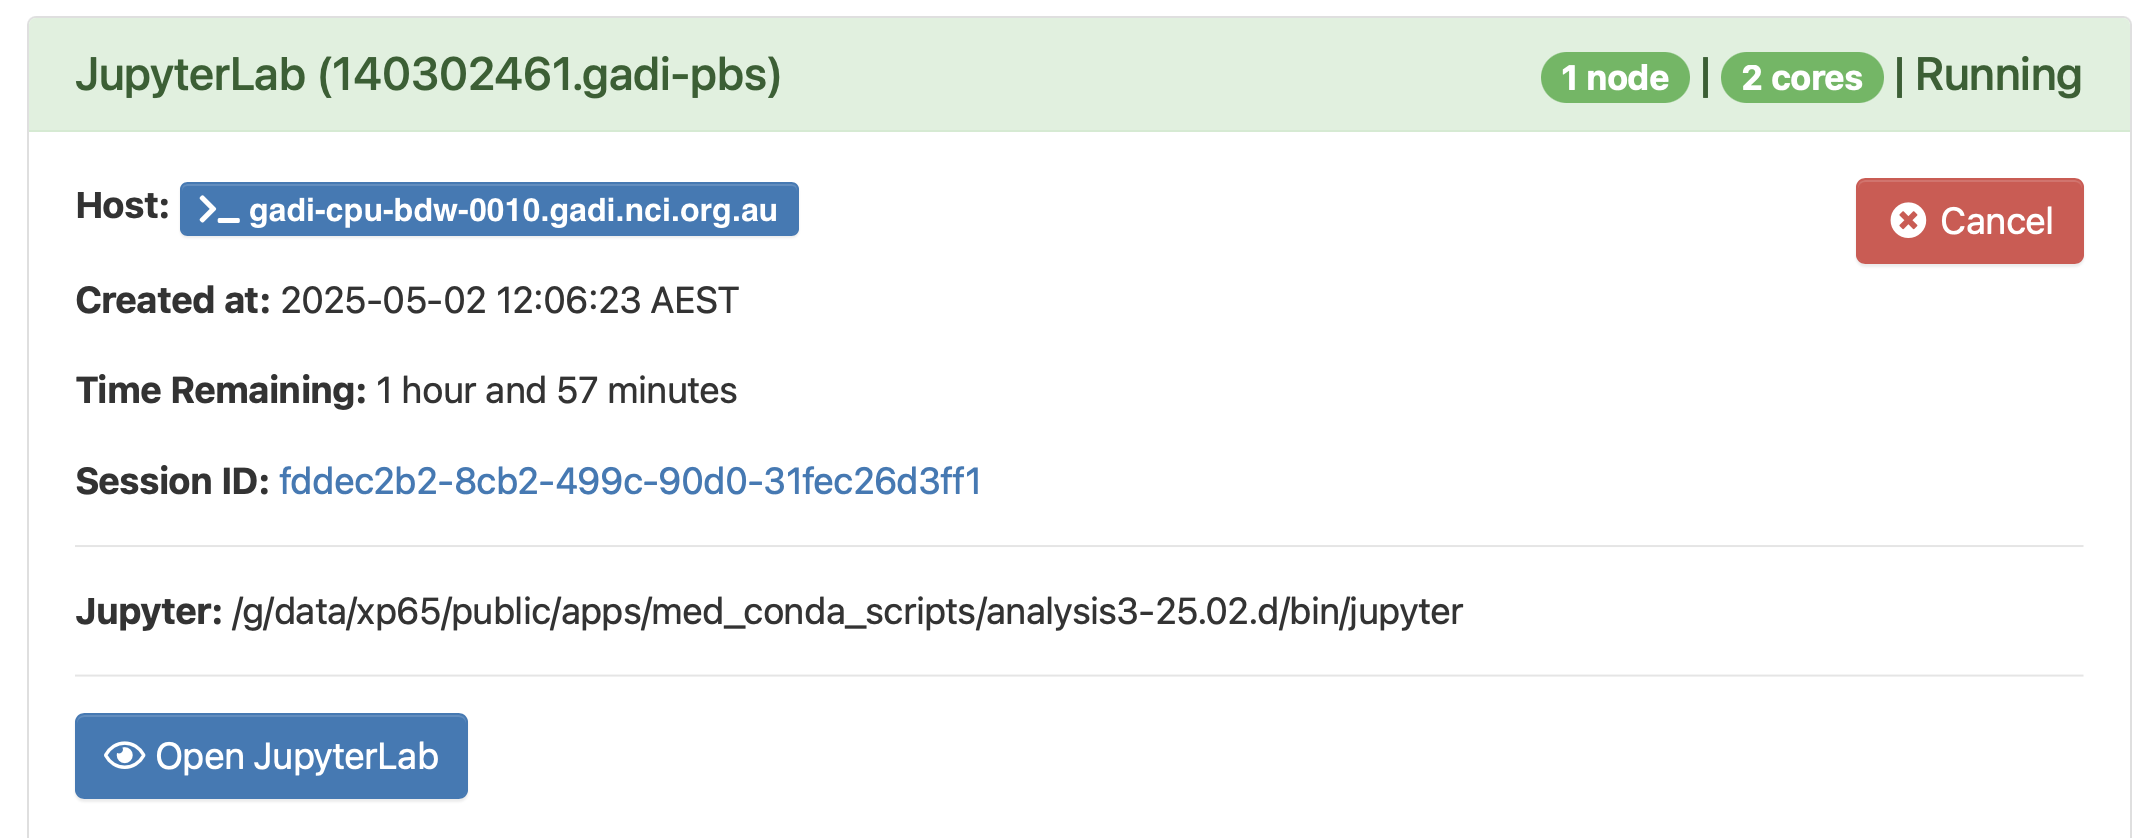 JupyterLab (140302461.gadi-pbs) 1 node | 2 cores | Running
Host: >_ gadi-cpu-bdw-0010.gadi.nci.org.au
Cancel
Created at: 2025-05-02 12:06:23 AEST
Time Remaining: 1 hour and 57 minutes
Session ID: fddec2b2-8cb2-499c-90d0-31fec26d3ff1
Jupyter: /g/data/xp65/public/apps/med_conda_scripts/analysis3-25.02.d/bin/jupyter
Open JupyterLab